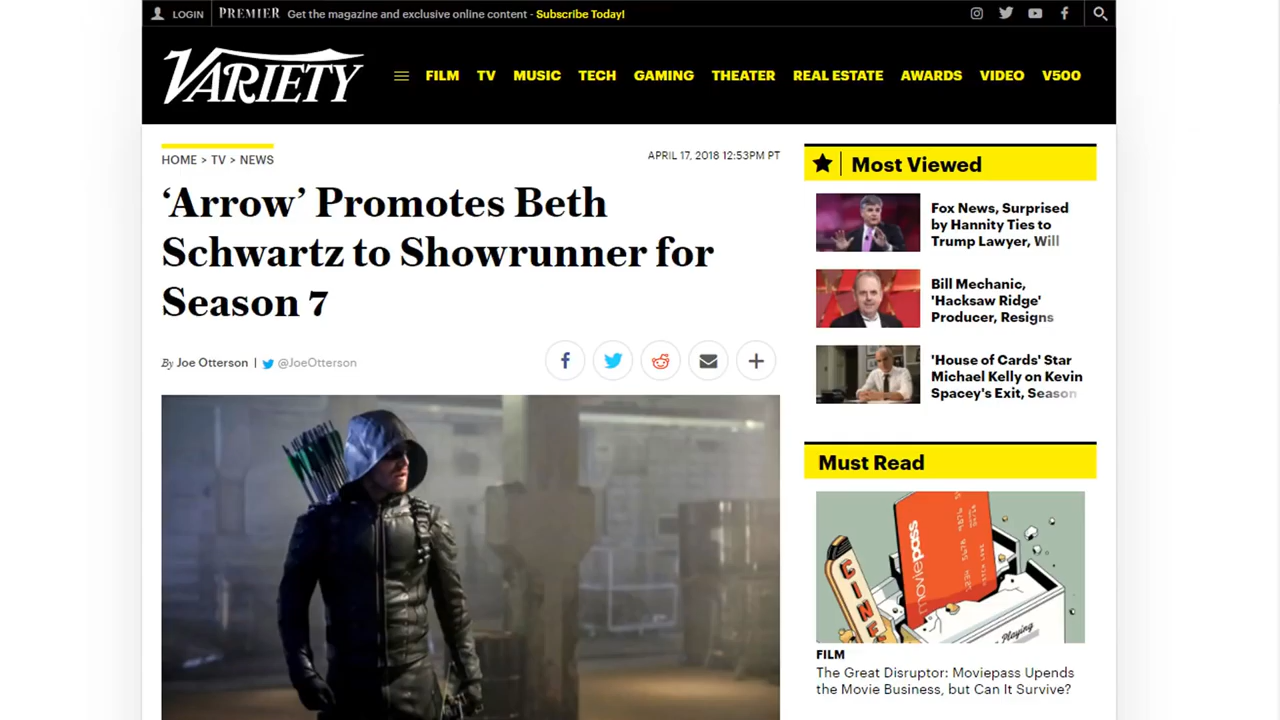 LOGIN
PREMIER Get the magazine and exclusive online content - Subscribe Today!
VARIETY
FILM TV MUSIC TECH GAMING THEATER REAL ESTATE AWARDS VIDEO V500
HOME > TV > NEWS
APRIL 17, 2018 12:53PM PT
‘Arrow’ Promotes Beth
Schwartz to Showrunner for
Season 7
By Joe Otterson | @JoeOtterson
Most Viewed
Fox News, Surprised
by Hannity Ties to
Trump Lawyer, Will
Bill Mechanic,
'Hacksaw Ridge'
Producer, Resigns
'House of Cards' Star
Michael Kelly on Kevin
Spacey's Exit, Season
Must Read
moviepass
CINE
Playing
FILM
The Great Disruptor: Moviepass Upends
the Movie Business, but Can It Survive?